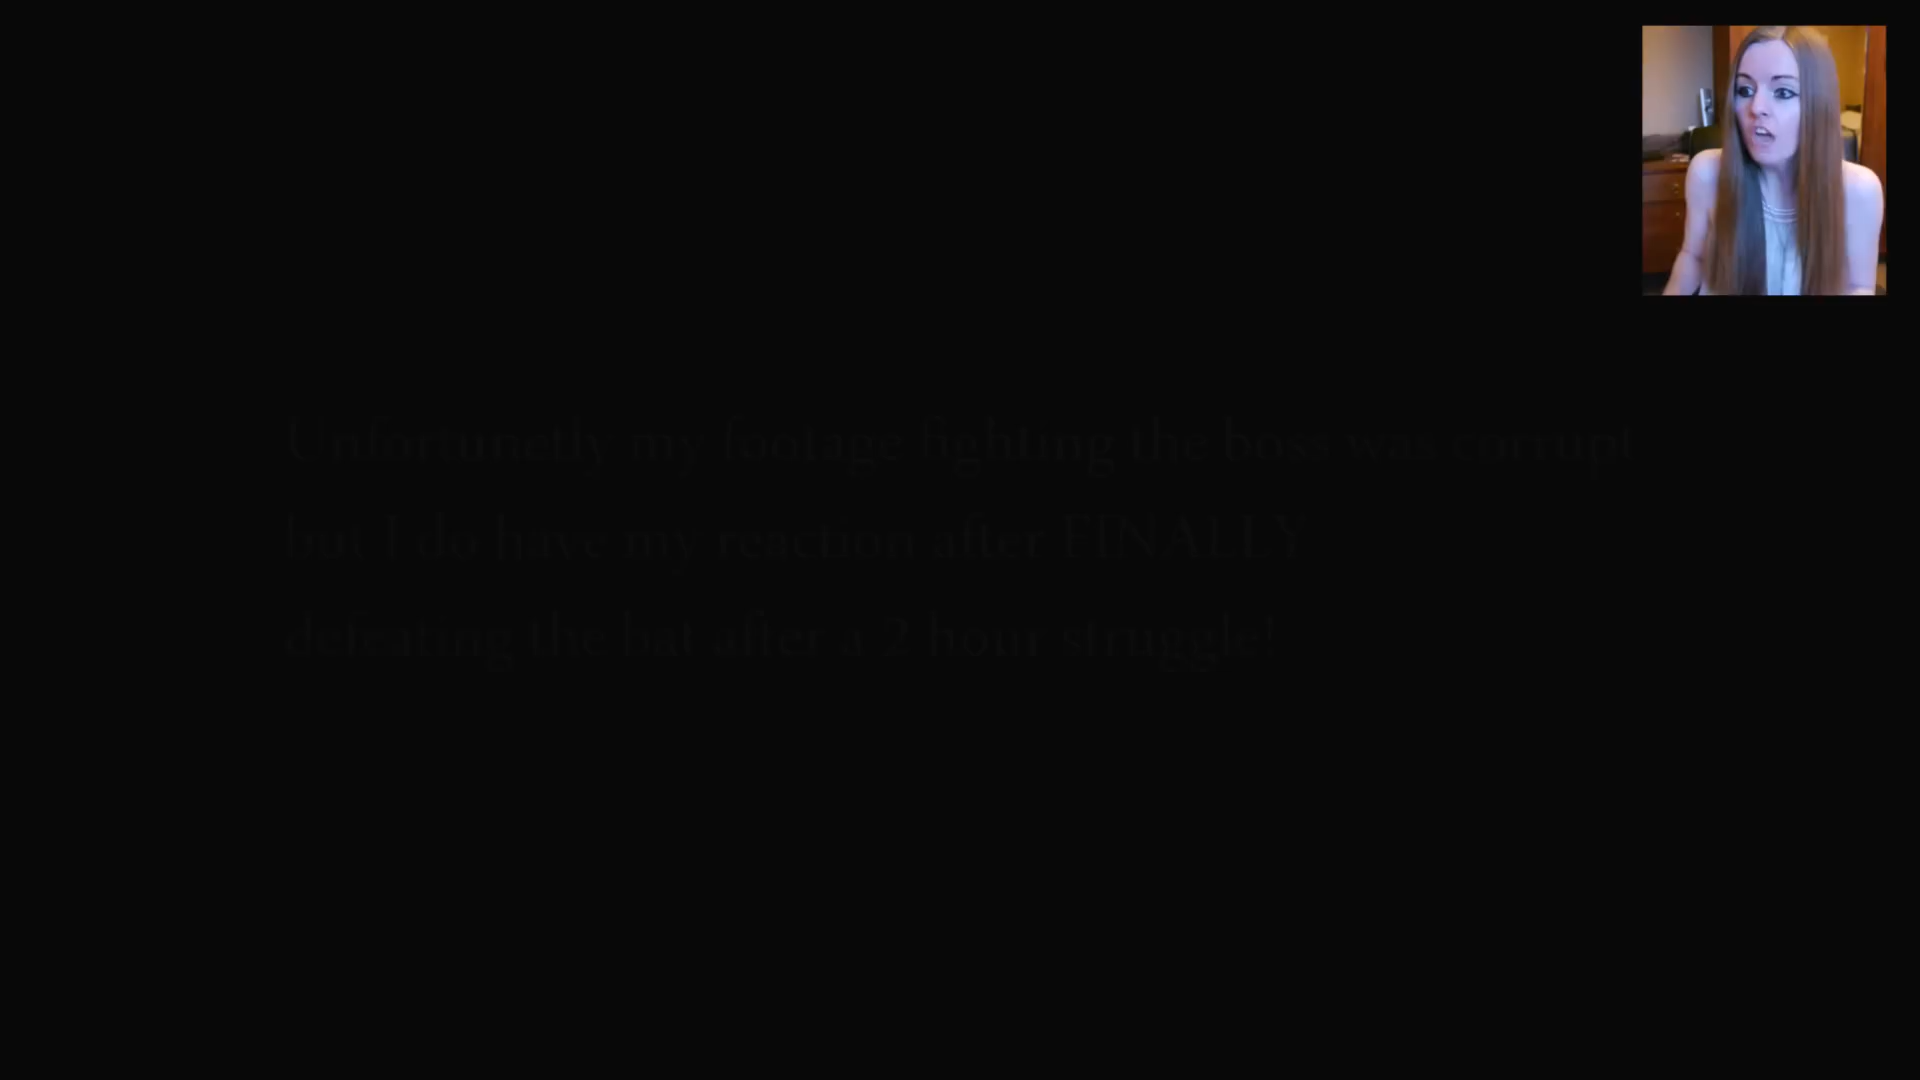 Unfortunetly my footage fighting the boss was corrupt
but I do have my reaction after FINALLY
defeating the bat after a 2 hour struggle!